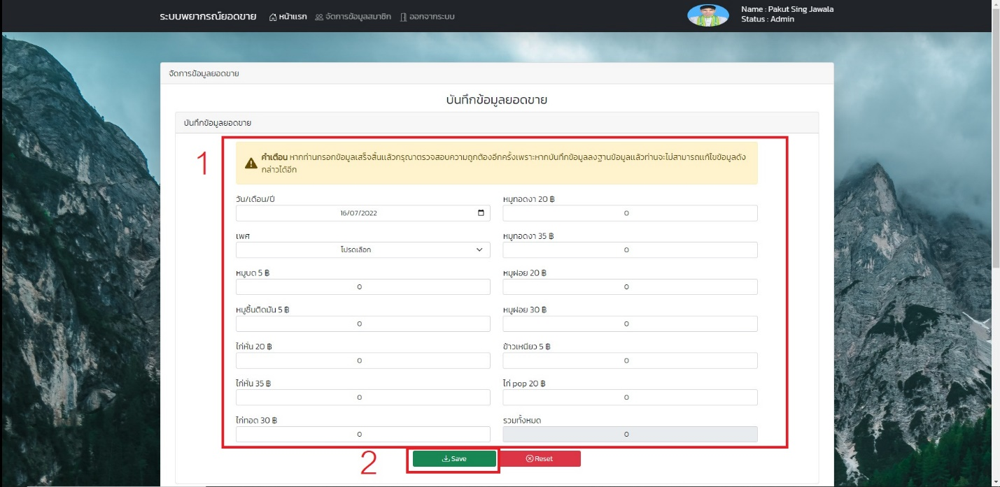 ระบบพยากรณ์ยอดขาย หน้าแรก จัดการข้อมูลสมาชิก ออกจากระบบ
Name : Pakut Sing Jawala
Status : Admin
จัดการข้อมูลยอดขาย
บันทึกข้อมูลยอดขาย
บันทึกข้อมูลยอดขาย
1
คำเตือน หากท่านกรอกข้อมูลเสร็จสิ้นแล้วกรุณาตรวจสอบความถูกต้องอีกครั้งเพราะหากบันทึกข้อมูลลงฐานข้อมูลแล้วท่านจะไม่สามารถแก้ไขข้อมูลดัง
กล่าวได้อีก
วัน/เดือน/ปี หมูทอดงา 20 ฿
16/07/2022 0
เพศ หมูทอดงา 35 ฿
โปรดเลือก 0
หมูบด 5 ฿ หมูฝอย 20 ฿
0 0
หมูชิ้นติดมัน 5 ฿ หมูฝอย 30 ฿
0 0
ไก่หั่น 20 ฿ ข้าวเหนียว 5 ฿
0 0
ไก่หั่น 35 ฿ ไก่ pop 20 ฿
0 0
ไก่ทอด 30 ฿ รวมทั้งหมด
0 0
2 Save Reset